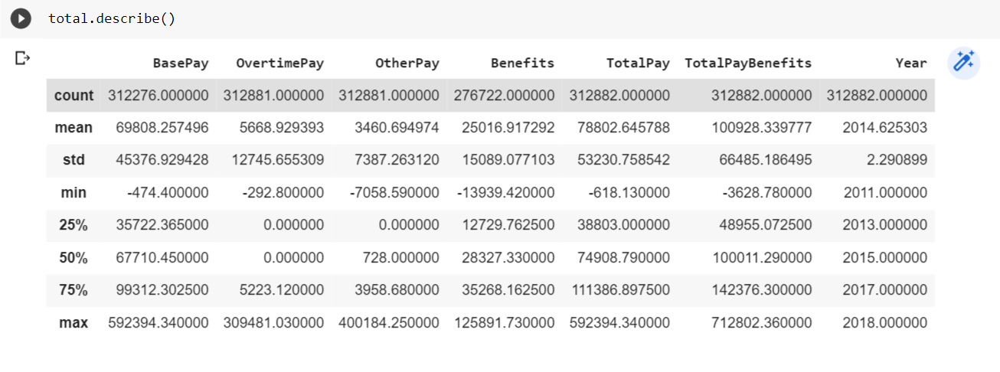 total.describe()
BasePay OvertimePay OtherPay Benefits TotalPay TotalPayBenefits Year
count 312276.000000 312881.000000 312881.000000 276722.000000 312882.000000 312882.000000 312882.000000
mean 69808.257496 5668.929393 3460.694974 25016.917292 78802.645788 100928.339777 2014.625303
std 45376.929428 12745.655309 7387.263120 15089.077103 53230.758542 66485.186495 2.290899
min -474.400000 -292.800000 -7058.590000 -13939.420000 -618.130000 -3628.780000 2011.000000
25% 35722.365000 0.000000 0.000000 12729.762500 38803.000000 48955.072500 2013.000000
50% 67710.450000 0.000000 728.000000 28327.330000 74908.790000 100011.290000 2015.000000
75% 99312.302500 5223.120000 3958.680000 35268.162500 111386.897500 142376.300000 2017.000000
max 592394.340000 309481.030000 400184.250000 125891.730000 592394.340000 712802.360000 2018.000000